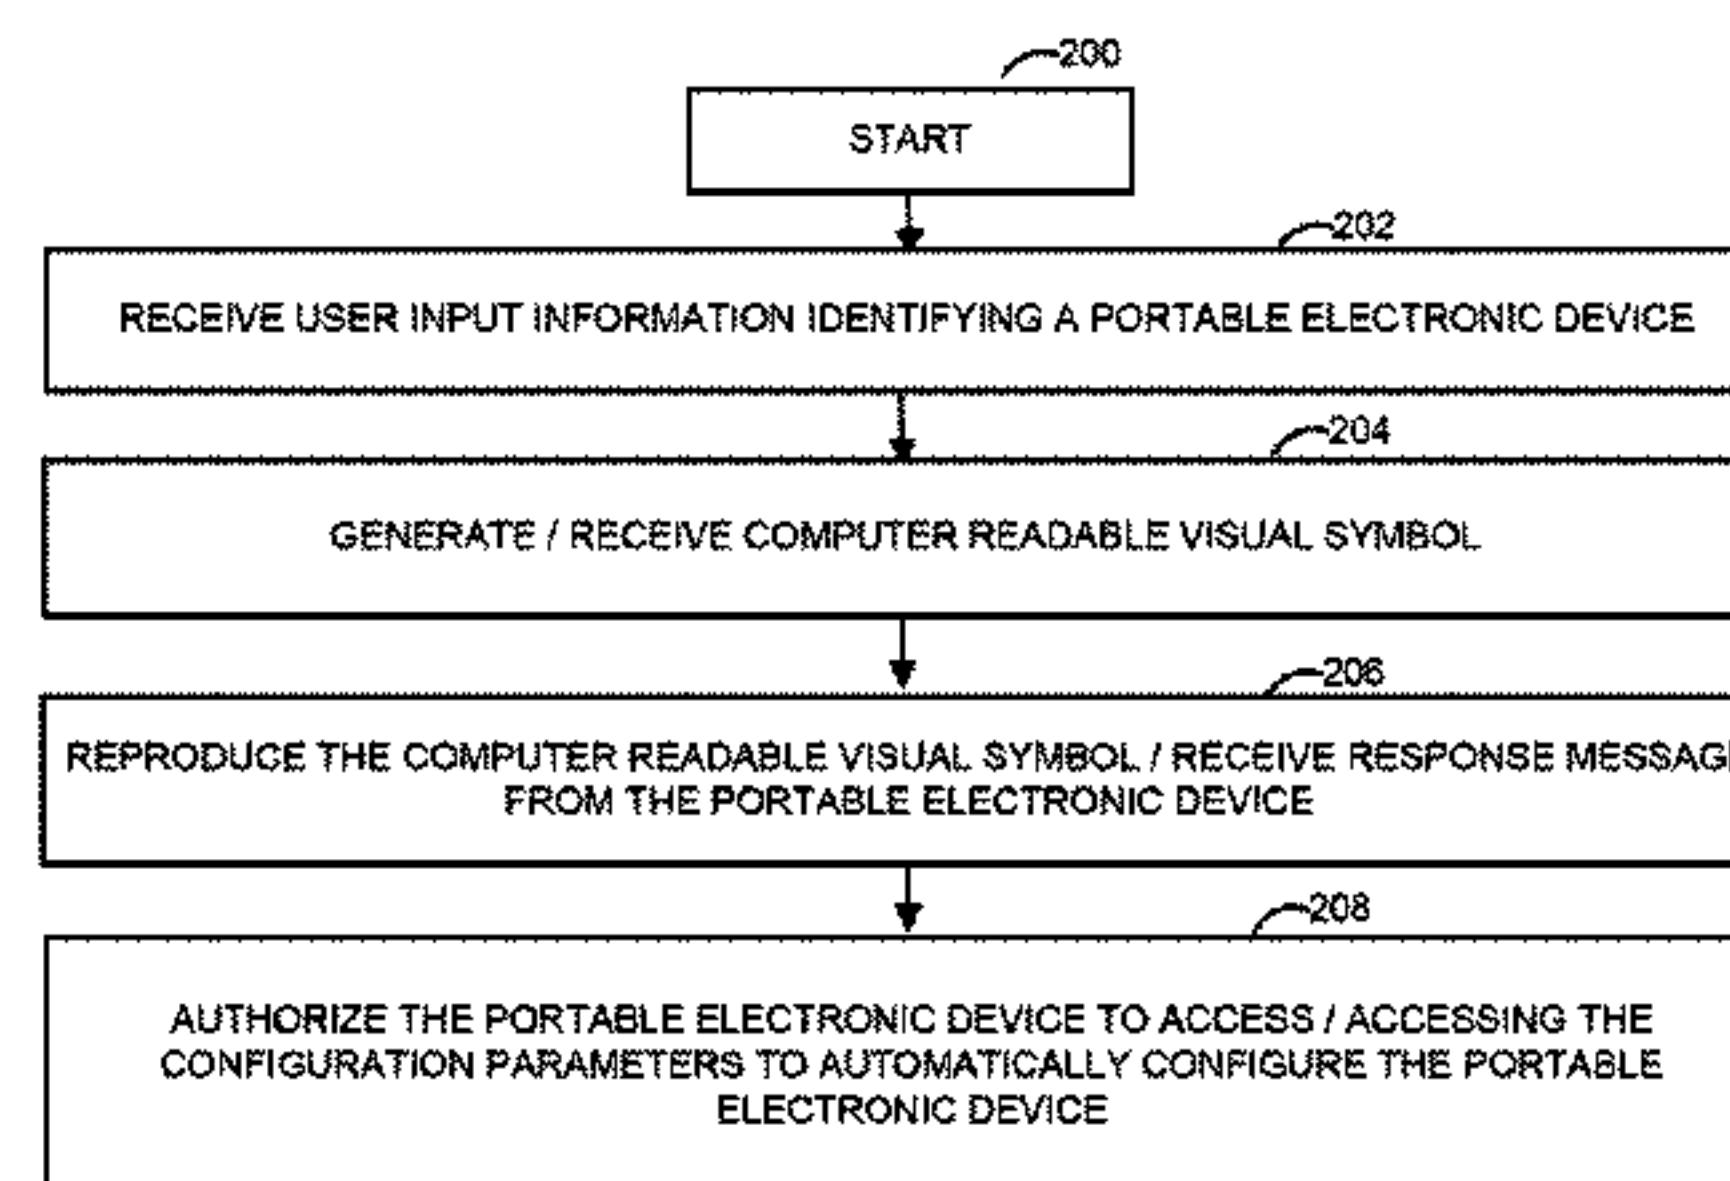 200
START
202
RECEIVE USER INPUT INFORMATION IDENTIFYING A PORTABLE ELECTRONIC DEVICE
204
GENERATE / RECEIVE COMPUTER READABLE VISUAL SYMBOL
206
REPRODUCE THE COMPUTER READABLE VISUAL SYMBOL / RECEIVE RESPONSE MESSAGE
FROM THE PORTABLE ELECTRONIC DEVICE
208
AUTHORIZE THE PORTABLE ELECTRONIC DEVICE TO ACCESS / ACCESSING THE
CONFIGURATION PARAMETERS TO AUTOMATICALLY CONFIGURE THE PORTABLE
ELECTRONIC DEVICE